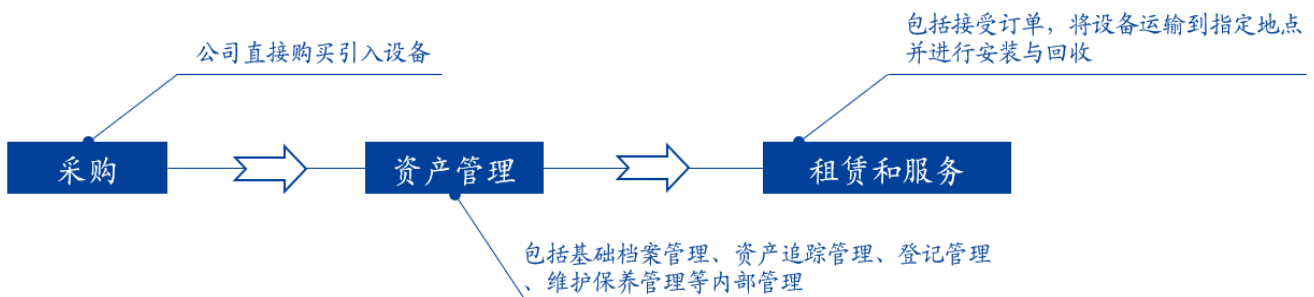 公司直接购买引入设备
包括接受订单，将设备运输到指定地点
并进行安装与回收
采购
资产管理
租赁和服务
包括基础档案管理、资产追踪管理、登记管理
、维护保养管理等内部管理